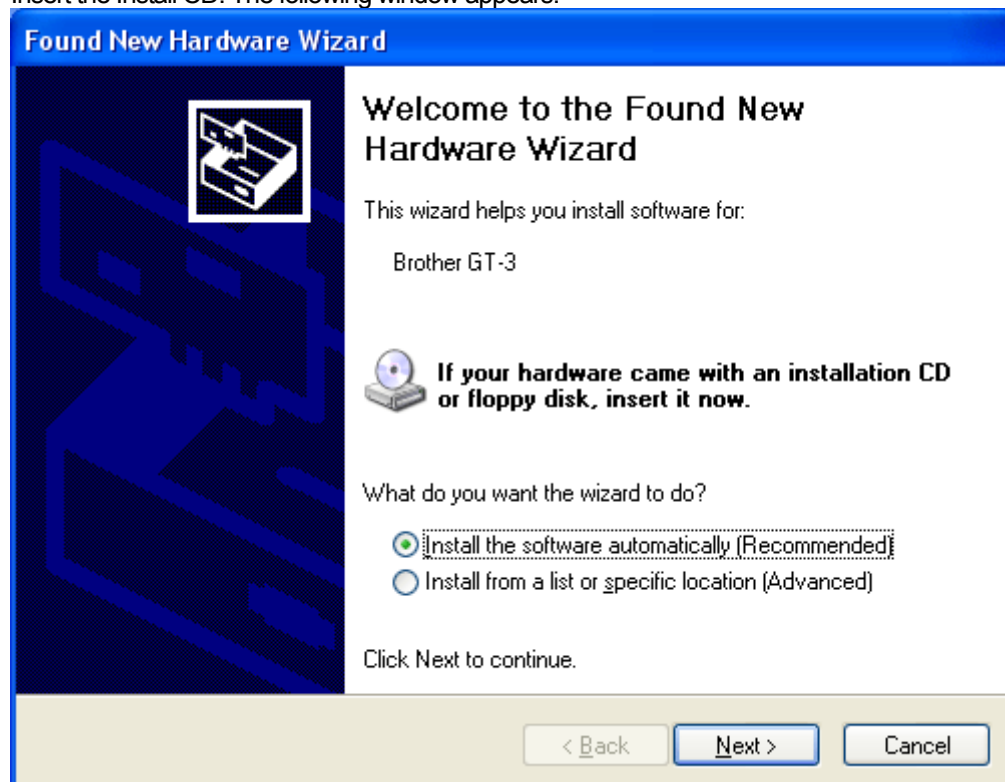 Insert the install CD. The following window appears.
Found New Hardware Wizard
Welcome to the Found New
Hardware Wizard
This wizard helps you install software for:
Brother GT-3
If your hardware came with an installation CD
or floppy disk, insert it now.
What do you want the wizard to do?
Install the software automatically (Recommended)
Install from a list or specific location (Advanced)
Click Next to continue.
< Back Next > Cancel